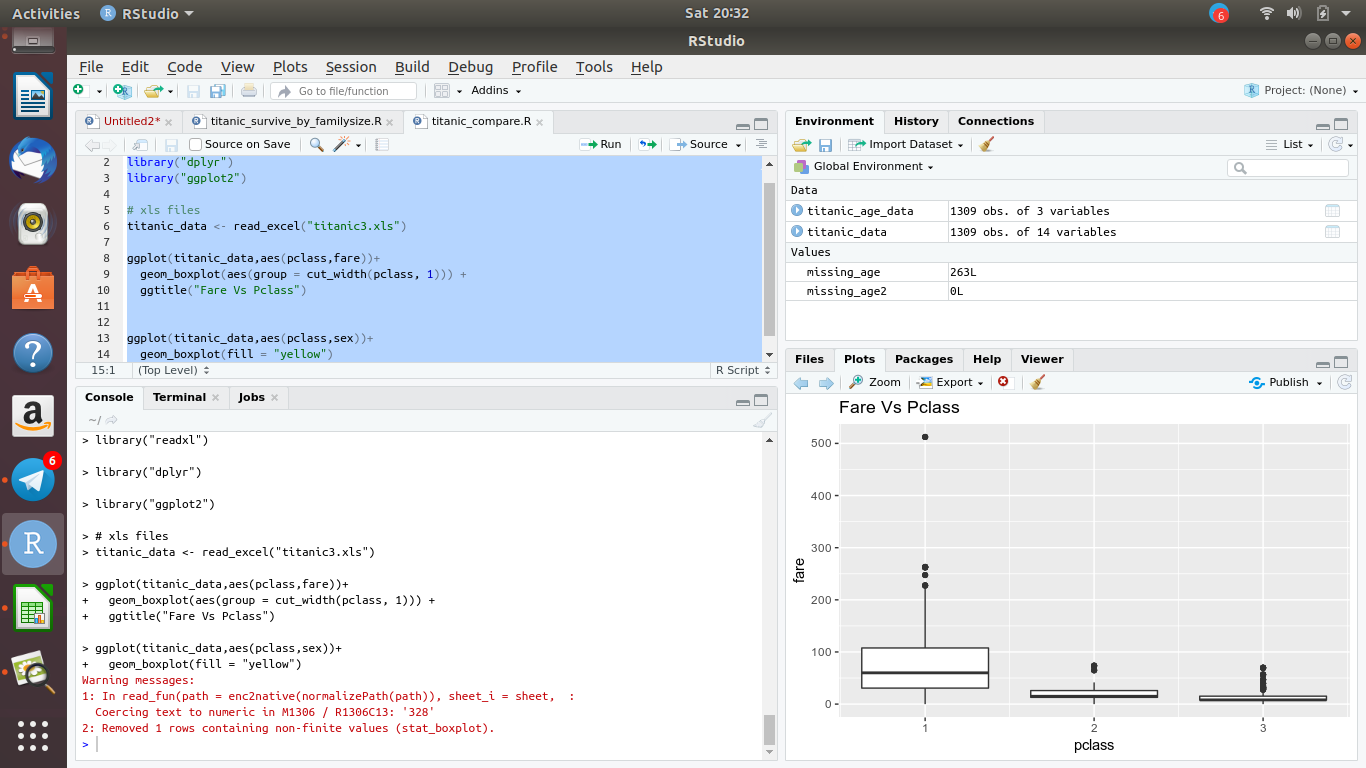 Activities RStudio Sat 20:32 6
RStudio
File Edit Code View Plots Session Build Debug Profile Tools Help
Go to file/function Addins Project: (None)
Untitled2* titanic_survive_by_familysize.R titanic_compare.R
Source on Save Run Source
2 library("dplyr")
3 library("ggplot2")
4
5 # xls files
6 titanic_data <- read_excel("titanic3.xls")
7
8 ggplot(titanic_data,aes(pclass,fare))+
9 geom_boxplot(aes(group = cut_width(pclass, 1))) +
10 ggtitle("Fare Vs Pclass")
11
12
13 ggplot(titanic_data,aes(pclass,sex))+
14 geom_boxplot(fill = "yellow")
15:1 (Top Level) R Script
Console Terminal Jobs
~/
> library("readxl")
> library("dplyr")
> library("ggplot2")
> # xls files
> titanic_data <- read_excel("titanic3.xls")
> ggplot(titanic_data,aes(pclass,fare))+
+ geom_boxplot(aes(group = cut_width(pclass, 1))) +
+ ggtitle("Fare Vs Pclass")
> ggplot(titanic_data,aes(pclass,sex))+
+ geom_boxplot(fill = "yellow")
Warning messages:
1: In read_fun(path = enc2native(normalizePath(path)), sheet_i = sheet, :
Coercing text to numeric in M1306 / R1306C13: '328'
2: Removed 1 rows containing non-finite values (stat_boxplot).
>
Environment History Connections
Import Dataset List
Global Environment
Data
titanic_age_data 1309 obs. of 3 variables
titanic_data 1309 obs. of 14 variables
Values
missing_age 263L
missing_age2 0L
Files Plots Packages Help Viewer
Zoom Export Publish
Fare Vs Pclass
500
400
300
200
100
0
fare
1 2 3
pclass
?
a
6
R